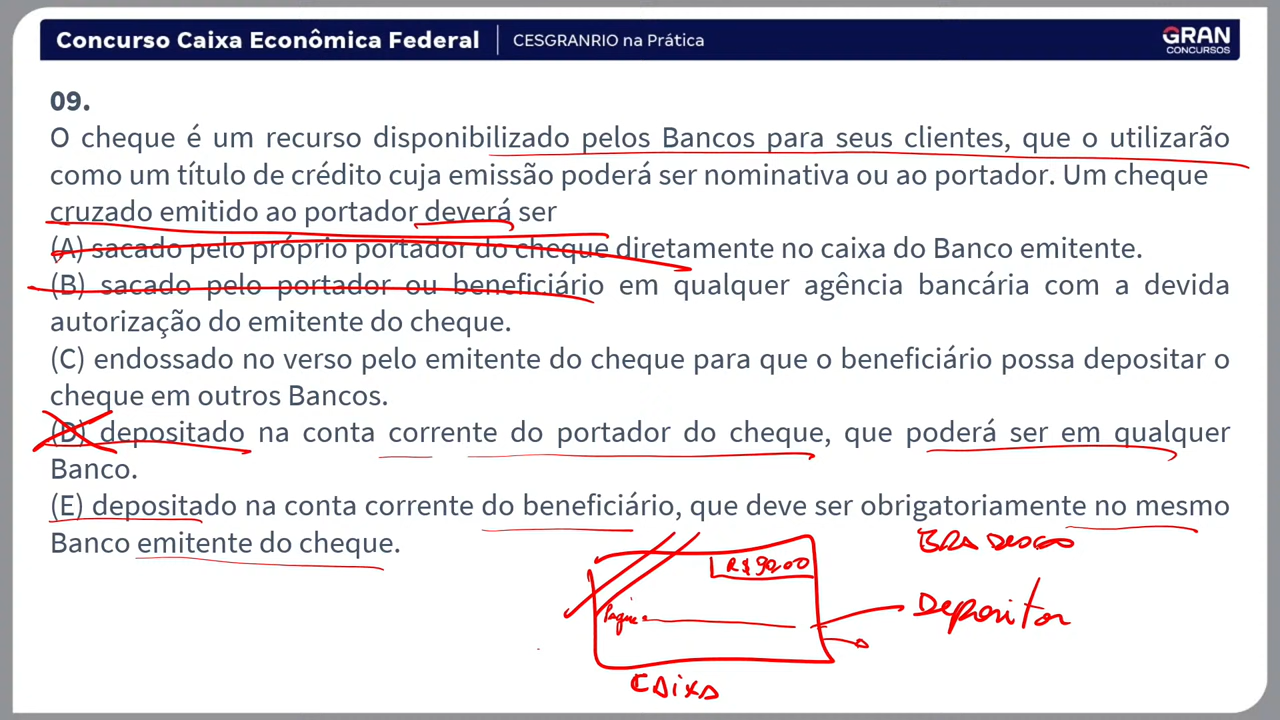 Concurso Caixa Econômica Federal | CESGRANRIO na Prática
GRAN
CONCURSOS
09.
O cheque é um recurso disponibilizado pelos Bancos para seus clientes, que o utilizarão
como um título de crédito cuja emissão poderá ser nominativa ou ao portador. Um cheque
cruzado emitido ao portador deverá ser
(A) sacado pelo próprio portador do cheque diretamente no caixa do Banco emitente.
(B) sacado pelo portador ou beneficiário em qualquer agência bancária com a devida
autorização do emitente do cheque.
(C) endossado no verso pelo emitente do cheque para que o beneficiário possa depositar o
cheque em outros Bancos.
(D) depositado na conta corrente do portador do cheque, que poderá ser em qualquer
Banco.
(E) depositado na conta corrente do beneficiário, que deve ser obrigatoriamente no mesmo
Banco emitente do cheque.
BRADESCO
R$ 90,00
Pague
Depositar
CAIXA